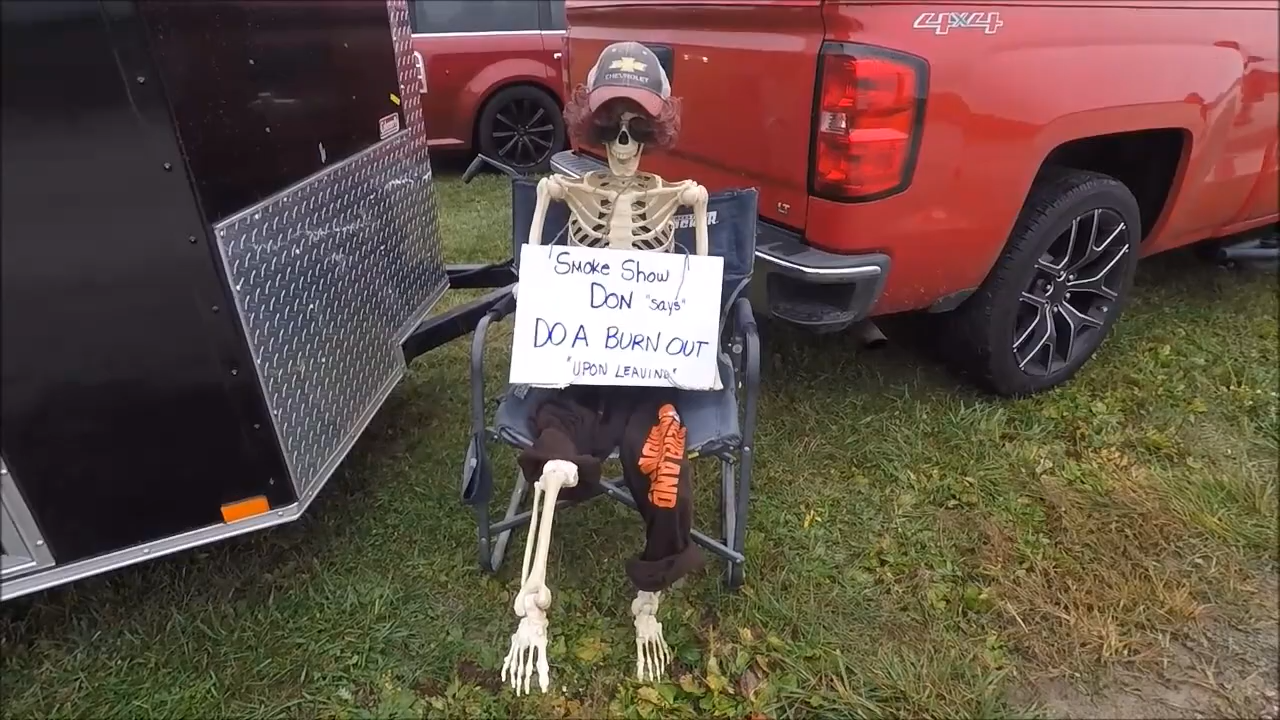 4x4
CHEVROLET
LT
Smoke Show
DON "says"
DO A BURN OUT
"UPON LEAVING"